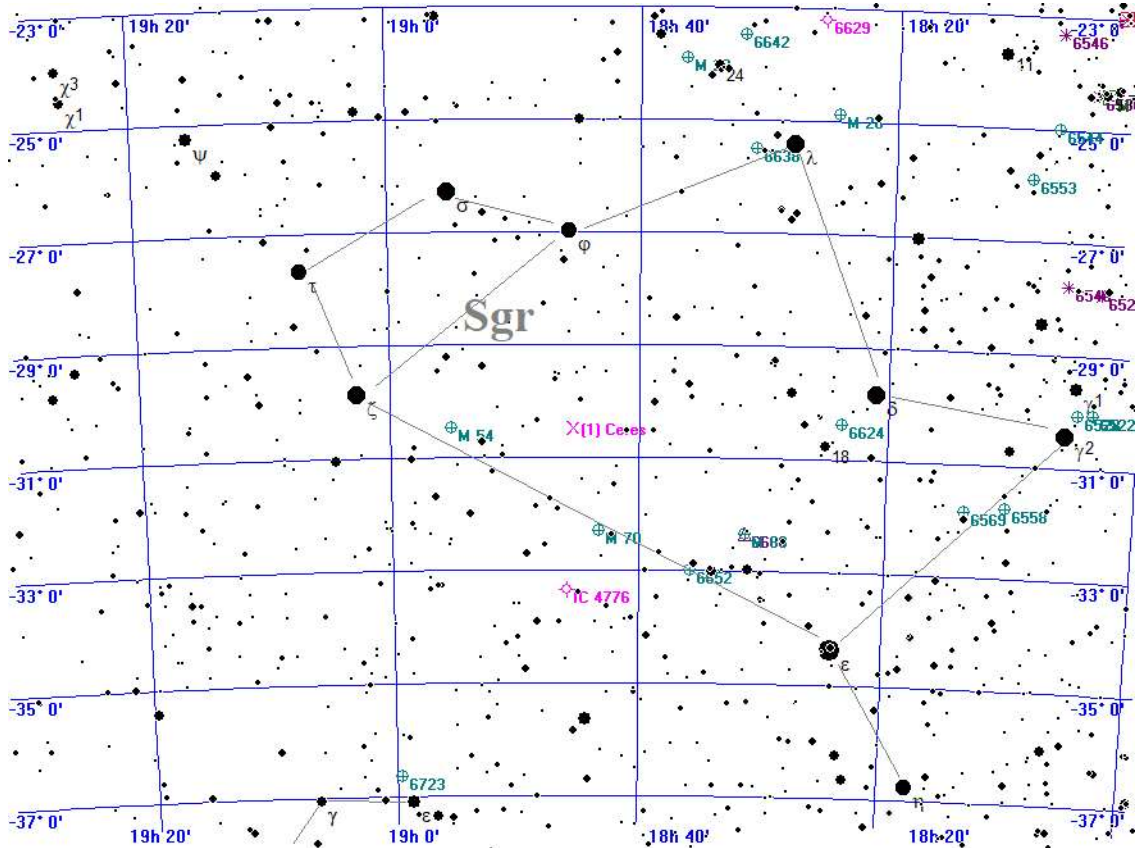 19h 20' 19h 0' 18h 40' 18h 20'
-23° 0' -23° 0'
6642 6629 6546
24 11
χ3
χ1
M 28
-25° 0' -25° 0'
ψ 6638 λ 6544
6553
σ
-27° 0' φ -27° 0'
τ
Sgr
-29° 0' -29° 0'
ζ δ γ1
M 54 (1) Ceres 6624 6522
18 γ2
-31° 0' -31° 0'
6569 6558
M 70
6652
-33° 0' -33° 0'
IC 4776
ε
-35° 0' -35° 0'
6723 η
γ ε
-37° 0' -37° 0'
19h 20' 19h 0' 18h 40' 18h 20'